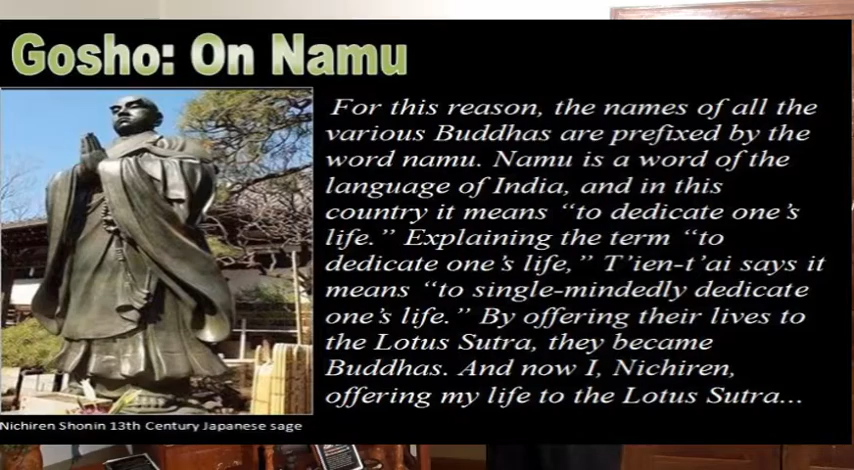 Gosho: On Namu
For this reason, the names of all the
various Buddhas are prefixed by the
word namu. Namu is a word of the
language of India, and in this
country it means “to dedicate one’s
life.” Explaining the term “to
dedicate one’s life,” T’ien-t’ai says it
means “to single-mindedly dedicate
one’s life.” By offering their lives to
the Lotus Sutra, they became
Buddhas. And now I, Nichiren,
offering my life to the Lotus Sutra...
Nichiren Shonin 13th Century Japanese sage